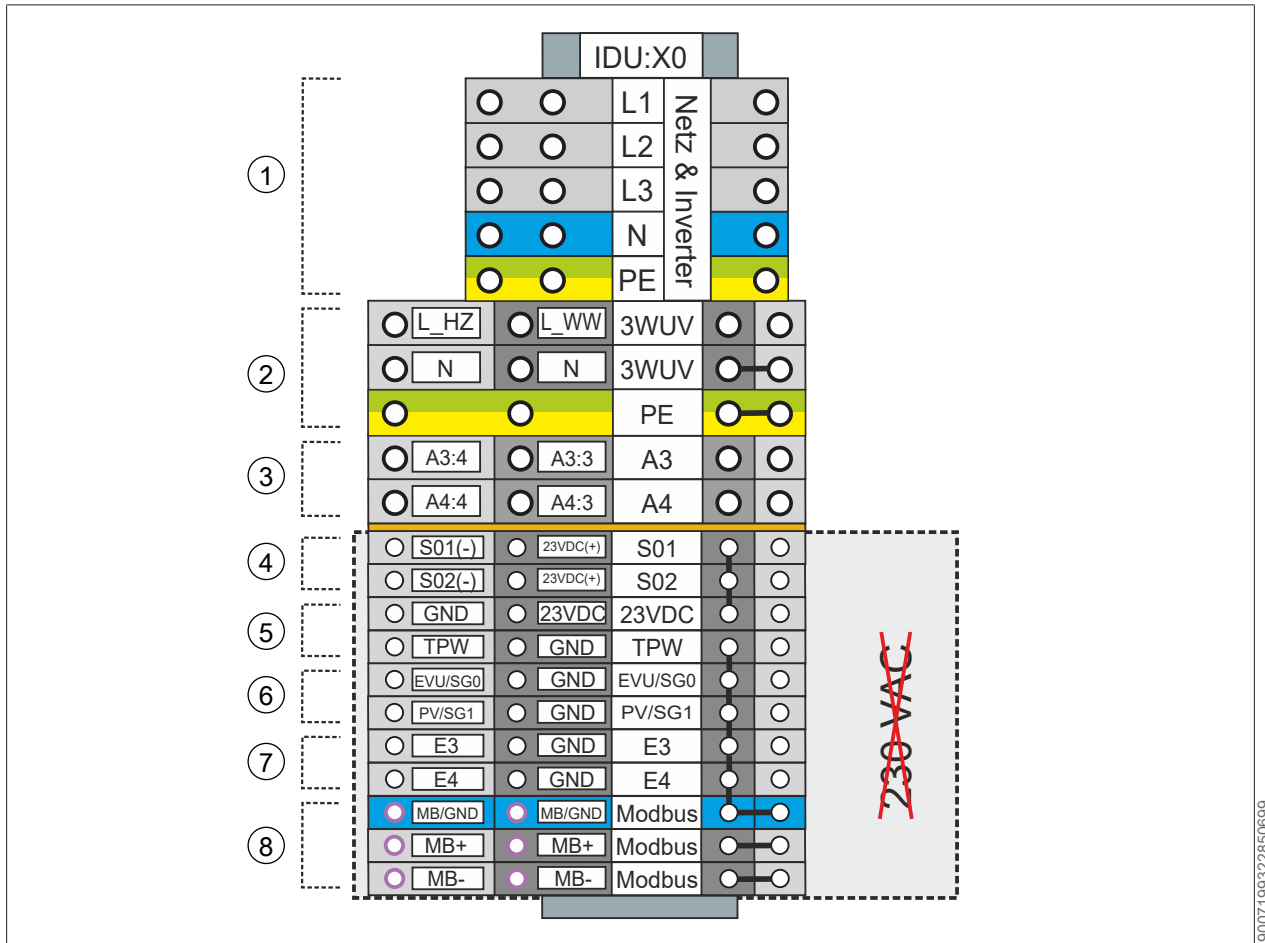 IDU:X0
L1
L2
L3
N
PE
Netz & Inverter
1
L_HZ L_WW 3WUV
N N 3WUV
PE
2
A3:4 A3:3 A3
A4:4 A4:3 A4
3
S01(-) 23VDC(+) S01
S02(-) 23VDC(+) S02
4
GND 23VDC 23VDC
TPW GND TPW
5
EVU/SG0 GND EVU/SG0
PV/SG1 GND PV/SG1
6
E3 GND E3
E4 GND E4
7
MB/GND MB/GND Modbus
MB+ MB+ Modbus
MB- MB- Modbus
8
230 VAC
9007199322850699